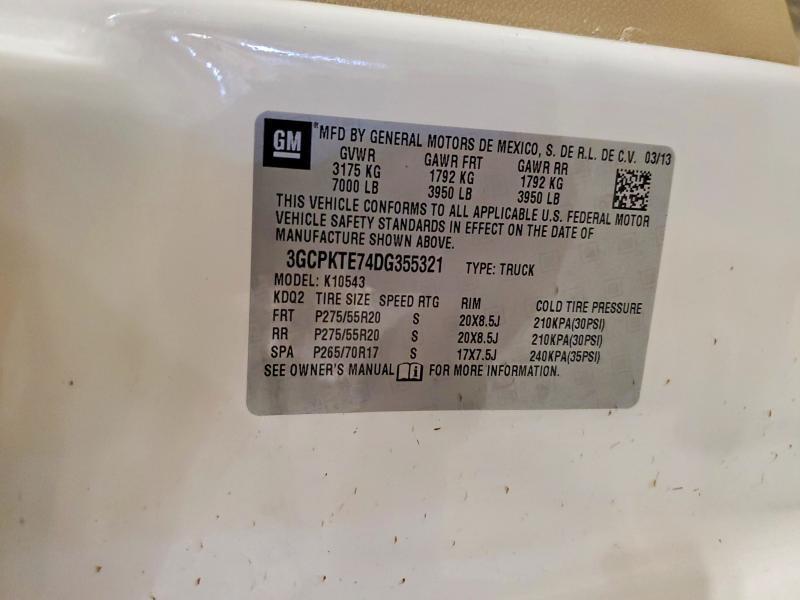 GM *MFD BY GENERAL MOTORS DE MEXICO, S. DE R.L. DE C.V. 03/13
GVWR GAWR FRT GAWR RR
3175 KG 1792 KG 1792 KG
7000 LB 3950 LB 3950 LB
THIS VEHICLE CONFORMS TO ALL APPLICABLE U.S. FEDERAL MOTOR
VEHICLE SAFETY STANDARDS IN EFFECT ON THE DATE OF
MANUFACTURE SHOWN ABOVE.
3GCPKTE74DG355321 TYPE: TRUCK
MODEL: K10543
KDQ2 TIRE SIZE SPEED RTG RIM COLD TIRE PRESSURE
FRT P275/55R20 S 20X8.5J 210KPA(30PSI)
RR P275/55R20 S 20X8.5J 210KPA(30PSI)
SPA P265/70R17 S 17X7.5J 240KPA(35PSI)
SEE OWNER'S MANUAL FOR MORE INFORMATION.